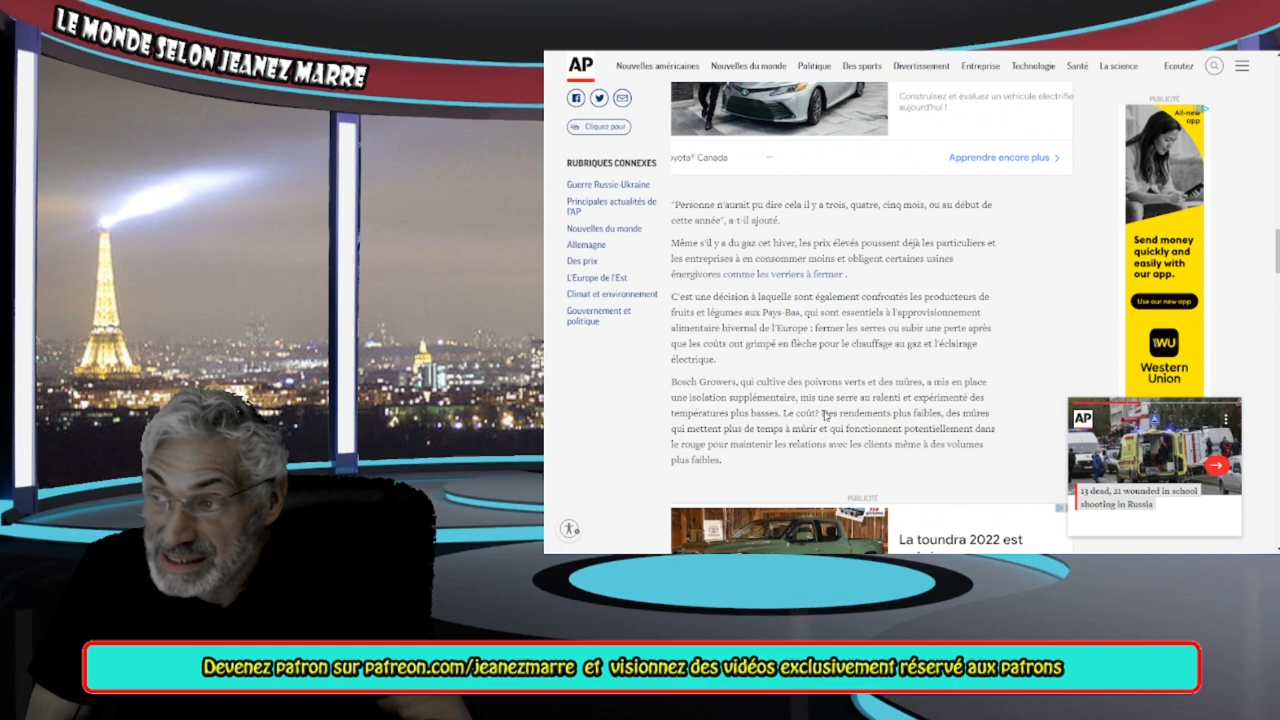 LE MONDE SELON JEANEZ MARRE
AP
Nouvelles américaines Nouvelles du monde Politique Des sports Divertissement Entreprise Technologie Santé La science Ecoutez
Cliquez pour
RUBRIQUES CONNEXES
Guerre Russie-Ukraine
Principales actualités de
l'AP
Nouvelles du monde
Allemagne
Des prix
L'Europe de l'Est
Climat et environnement
Gouvernement et
politique
Construisez et évaluez un véhicule électrifié
aujourd'hui !
oyota® Canada
Apprendre encore plus
"Personne n'aurait pu dire cela il y a trois, quatre, cinq mois, ou au début de
cette année", a-t-il ajouté.
Même s'il y a du gaz cet hiver, les prix élevés poussent déjà les particuliers et
les entreprises à en consommer moins et obligent certaines usines
énergivores comme les verriers à fermer .
C'est une décision à laquelle sont également confrontés les producteurs de
fruits et légumes aux Pays-Bas, qui sont essentiels à l'approvisionnement
alimentaire hivernal de l'Europe : fermer les serres ou subir une perte après
que les coûts ont grimpé en flèche pour le chauffage au gaz et l'éclairage
électrique.
Bosch Growers, qui cultive des poivrons verts et des mûres, a mis en place
une isolation supplémentaire, mis une serre au ralenti et expérimenté des
températures plus basses. Le coût? Des rendements plus faibles, des mûres
qui mettent plus de temps à mûrir et qui fonctionnent potentiellement dans
le rouge pour maintenir les relations avec les clients même à des volumes
plus faibles.
PUBLICITÉ
La toundra 2022 est
PUBLICITÉ
All-new
app
Send money
quickly and
easily with
our app.
Use our new app
WU
Western
Union
AP
13 dead, 21 wounded in school
shooting in Russia
Devenez patron sur patreon.com/jeanezmarre et visionnez des vidéos exclusivement réservé aux patrons